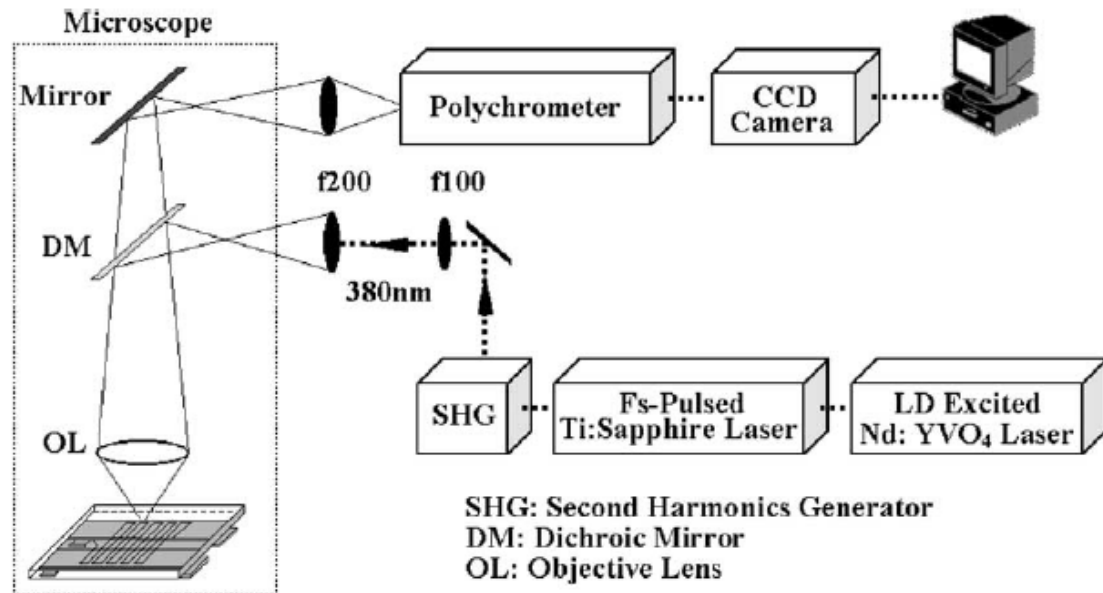 Microscope
Mirror
Polychrometer
CCD
Camera
f200
f100
DM
380nm
SHG
Fs-Pulsed
Ti:Sapphire Laser
LD Excited
Nd: YVO₄ Laser
OL
SHG: Second Harmonics Generator
DM: Dichroic Mirror
OL: Objective Lens